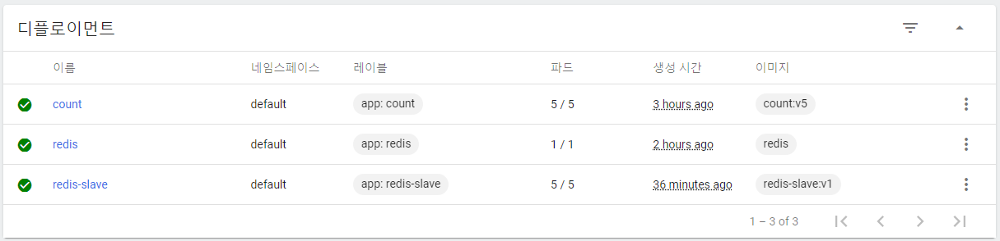 디플로이먼트
이름 네임스페이스 레이블 파드 생성 시간 이미지
count default app: count 5 / 5 3 hours ago count:v5
redis default app: redis 1 / 1 2 hours ago redis
redis-slave default app: redis-slave 5 / 5 36 minutes ago redis-slave:v1
1 – 3 of 3